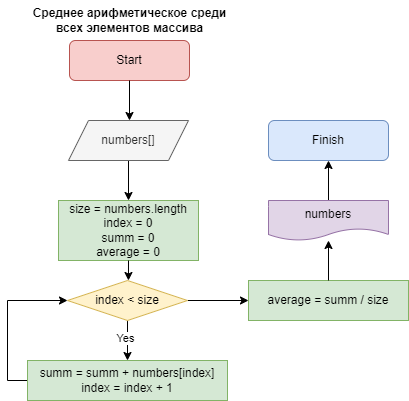 Среднее арифметическое среди
всех элементов массива
Start
numbers[]
size = numbers.length
index = 0
summ = 0
average = 0
index < size
Yes
summ = summ + numbers[index]
index = index + 1
average = summ / size
numbers
Finish